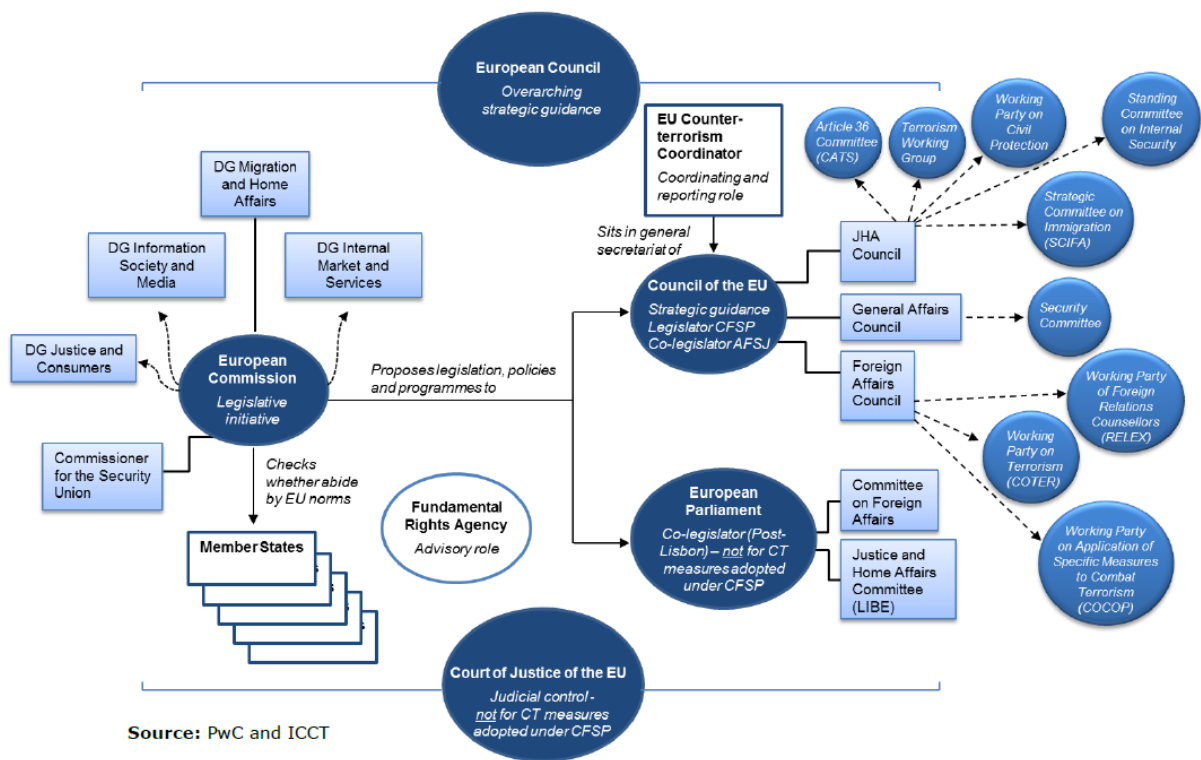 European Council
Overarching
strategic guidance
EU Counter-
terrorism
Coordinator
Coordinating and
reporting role
Article 36
Committee
(CATS)
Terrorism
Working
Group
Working
Party on
Civil
Protection
Standing
Committee
on Internal
Security
DG Migration
and Home
Affairs
Strategic
Committee on
Immigration
(SCIFA)
Sits in general
secretariat of
JHA
Council
DG Information
Society and
Media
DG Internal
Market and
Services
Council of the EU
Strategic guidance
Legislator CFSP
Co-legislator AFSJ
General Affairs
Council
Security
Committee
DG Justice and
Consumers
European
Commission
Legislative
initiative
Proposes legislation, policies
and programmes to
Foreign
Affairs
Council
Working Party
of Foreign
Relations
Counsellors
(RELEX)
Commissioner
for the Security
Union
Checks
whether abide
by EU norms
Working
Party on
Terrorism
(COTER)
Fundamental
Rights Agency
Advisory role
European
Parliament
Co-legislator (Post-
Lisbon) – not for CT
measures adopted
under CFSP
Committee
on Foreign
Affairs
Justice and
Home Affairs
Committee
(LIBE)
Working Party
on Application of
Specific Measures
to Combat
Terrorism
(COCOP)
Member States
Court of Justice of the EU
Judicial control -
not for CT measures
adopted under CFSP
Source: PwC and ICCT